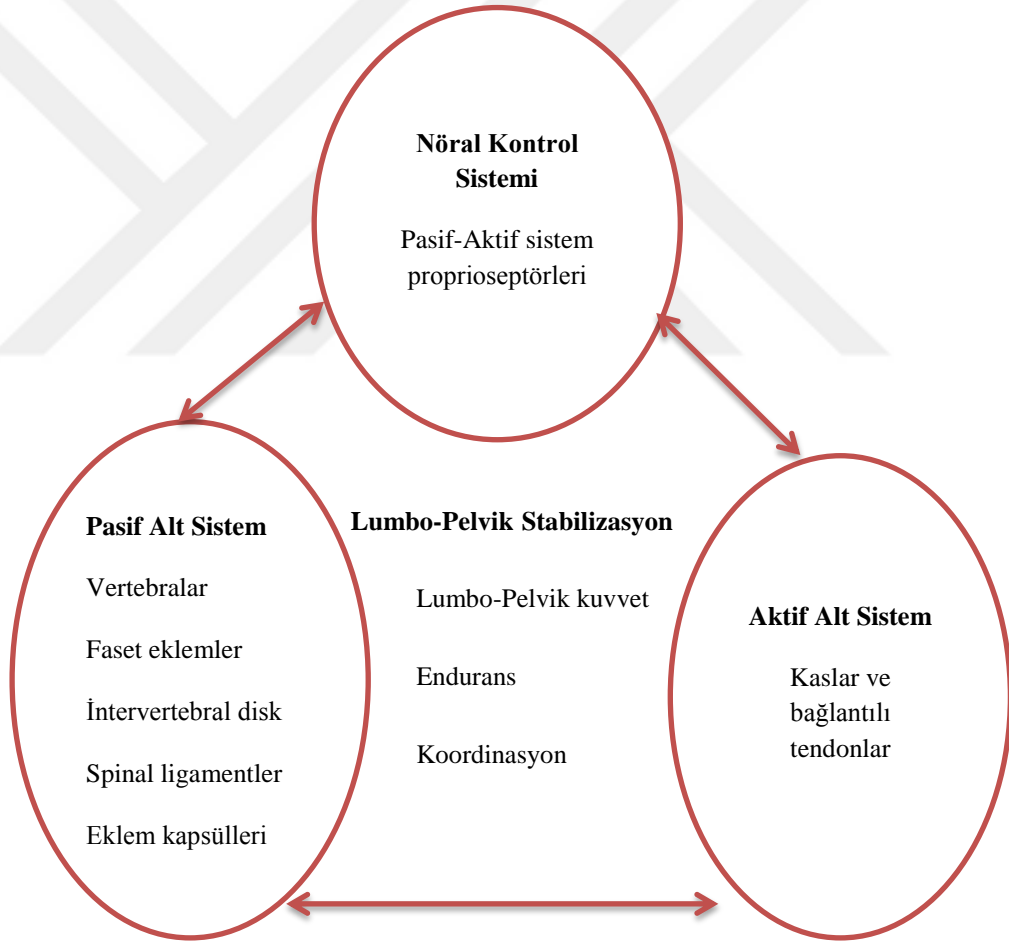 Nöral Kontrol
Sistemi
Pasif-Aktif sistem
proprioseptörleri
Pasif Alt Sistem
Vertebralar
Faset eklemler
İntervertebral disk
Spinal ligamentler
Eklem kapsülleri
Lumbo-Pelvik Stabilizasyon
Lumbo-Pelvik kuvvet
Endurans
Koordinasyon
Aktif Alt Sistem
Kaslar ve
bağlantılı
tendonlar